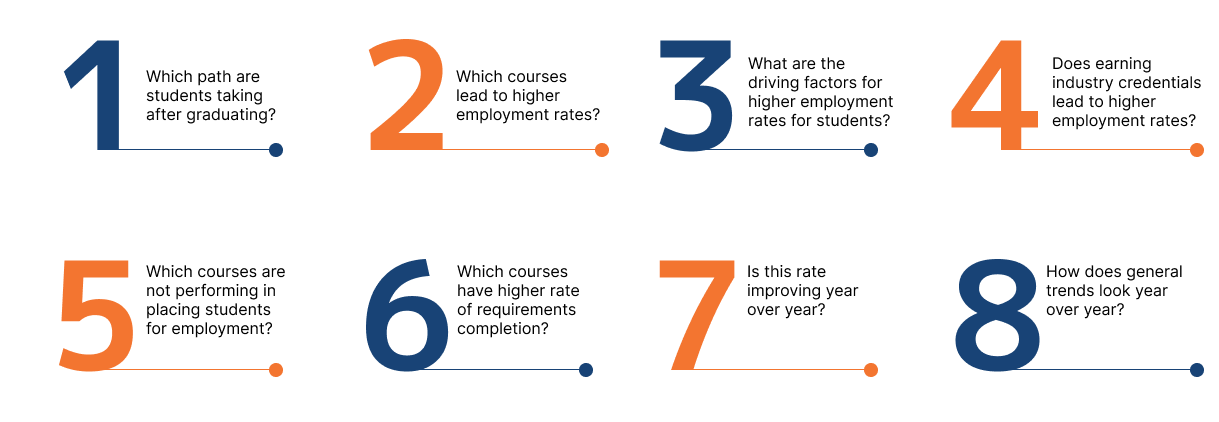 1
Which path are
students taking
after graduating?
2
Which courses
lead to higher
employment rates?
3
What are the
driving factors for
higher employment
rates for students?
4
Does earning
industry credentials
lead to higher
employment rates?
5
Which courses are
not performing in
placing students
for employment?
6
Which courses
have higher rate
of requirements
completion?
7
Is this rate
improving year
over year?
8
How does general
trends look year
over year?